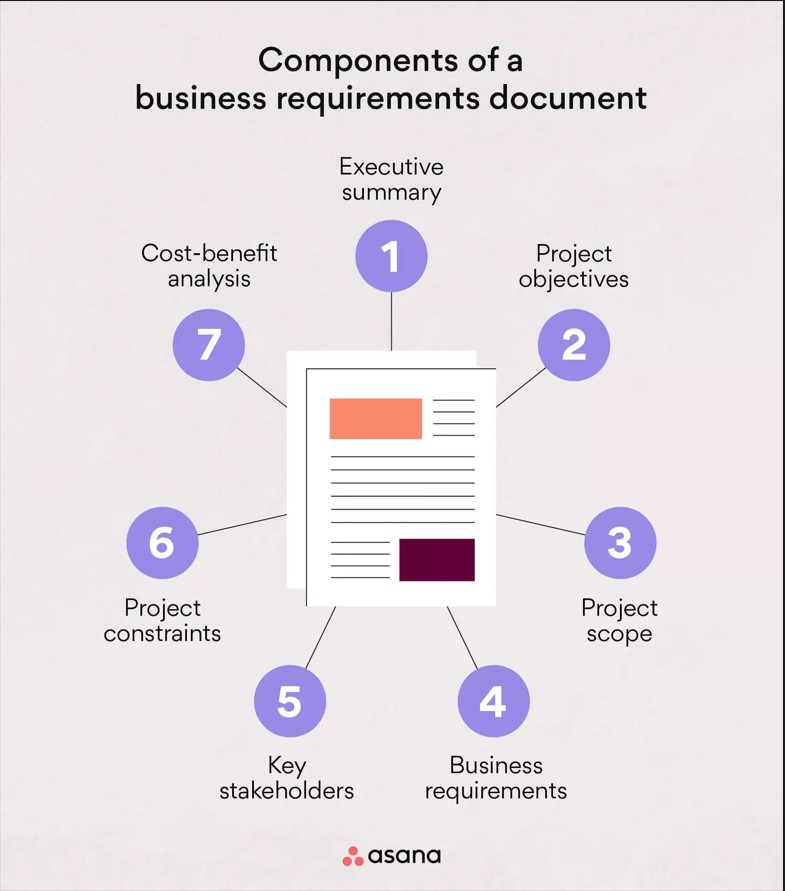 Components of a
business requirements document
Executive
summary
1
Project
objectives
2
3
Project
scope
4
Business
requirements
5
Key
stakeholders
6
Project
constraints
Cost-benefit
analysis
7
asana